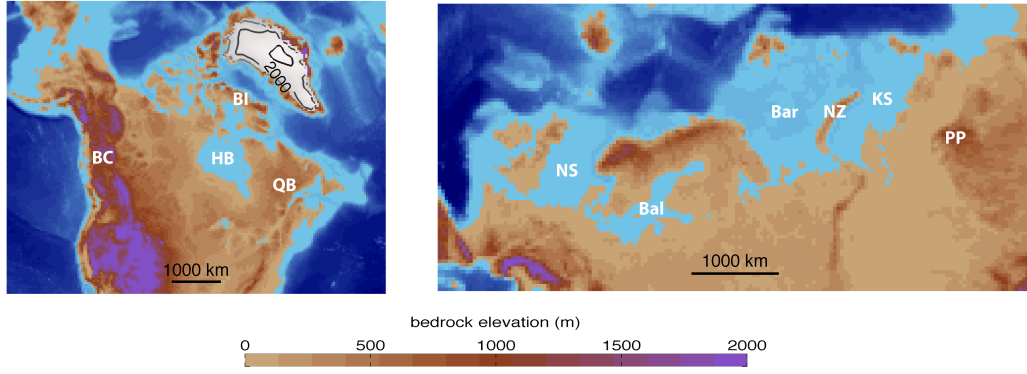 2000
BI
BC
HB
QB
1000 km
Bar
NZ
KS
PP
NS
Bal
1000 km
bedrock elevation (m)
0 500 1000 1500 2000